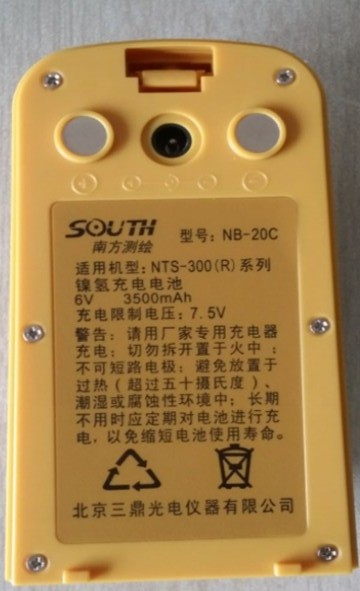 SOUTH
南方测绘
型号: NB-20C
适用机型: NTS-300(R)系列
镍氢充电电池
6V 3500mAh
充电限制电压: 7.5V
警告: 请用厂家专用充电器
充电; 切勿拆开置于火中;
不可短路电极; 避免放置于
过热(超过五十摄氏度)、
潮湿或腐蚀性环境中; 长期
不用时应定期对电池进行充
电, 以免缩短电池使用寿命。
北京三鼎光电仪器有限公司